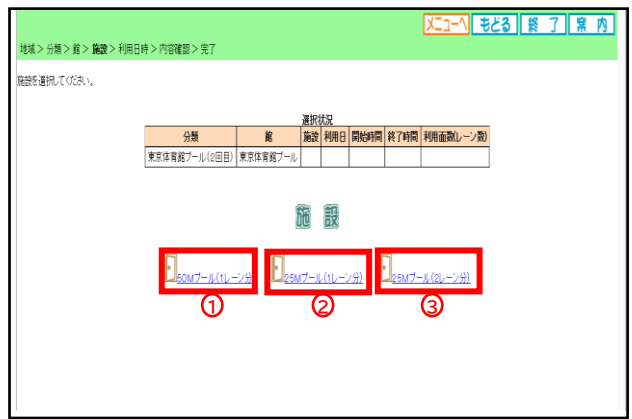 メニューへ もどる 終了 案内
地域＞分類＞館＞施設＞利用日時＞内容確認＞完了
施設を選択してください。
選択状況
分類 館 施設 利用日 開始時間 終了時間 利用面数(レーン数)
東京体育館プール(2回目) 東京体育館プール
施設
50Mプール(1レーン分) 25Mプール(1レーン分) 25Mプール(2レーン分)
① ② ③